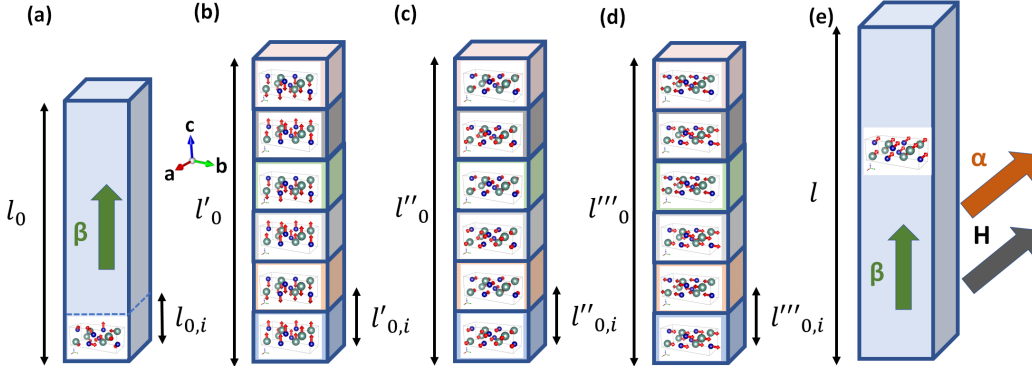 (a)
(b)
(c)
(d)
(e)
l₀
β
l₀,ᵢ
c
a
b
l'₀
l'₀,ᵢ
l''₀
l''₀,ᵢ
l'''₀
l'''₀,ᵢ
l
β
α
H